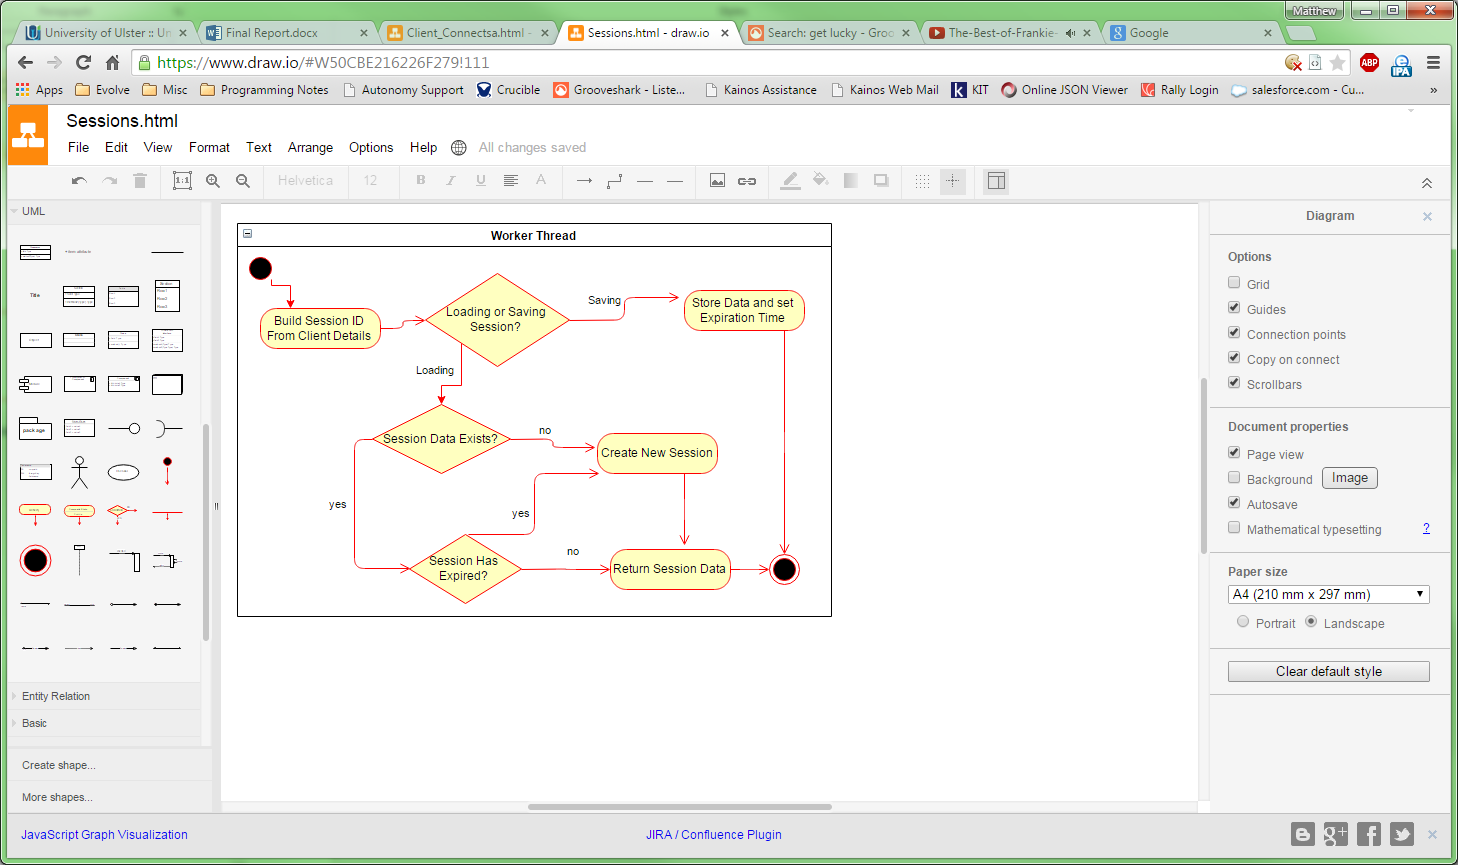 Matthew
University of Ulster :: Un
Final Report.docx
Client_Connectsa.html -
Sessions.html - draw.io
Search: get lucky - Groo
The-Best-of-Frankie-
Google
https://www.draw.io/#W50CBE216226F279!111
ABP
IPA
Apps
Evolve
Misc
Programming Notes
Autonomy Support
Crucible
Grooveshark - Liste...
Kainos Assistance
Kainos Web Mail
KIT
Online JSON Viewer
Rally Login
salesforce.com - Cu...
»
Sessions.html
File
Edit
View
Format
Text
Arrange
Options
Help
All changes saved
1:1
Helvetica
12
B
I
U
A
UML
Title
package
Entity Relation
Basic
Create shape...
More shapes...
Worker Thread
Build Session ID
From Client Details
Loading or Saving
Session?
Saving
Store Data and set
Expiration Time
Loading
Session Data Exists?
no
Create New Session
yes
yes
Session Has
Expired?
no
Return Session Data
Diagram
Options
Grid
Guides
Connection points
Copy on connect
Scrollbars
Document properties
Page view
Background
Image
Autosave
Mathematical typesetting
?
Paper size
A4 (210 mm x 297 mm)
Portrait
Landscape
Clear default style
JavaScript Graph Visualization
JIRA / Confluence Plugin